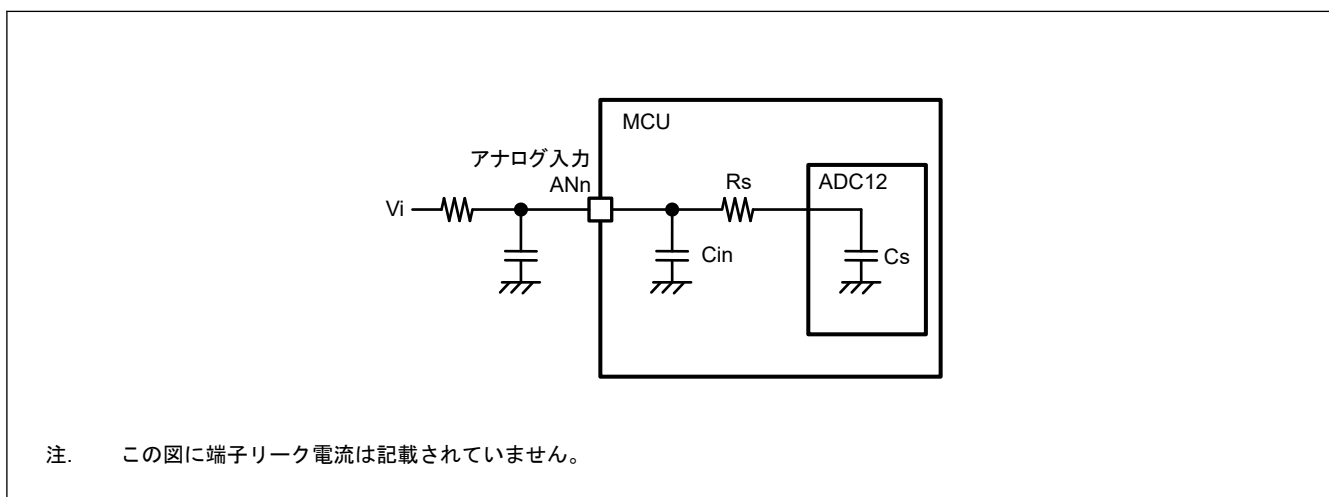 MCU
アナログ入力
ANn
Rs
ADC12
Vi
Cin
Cs
注. この図に端子リーク電流は記載されていません。